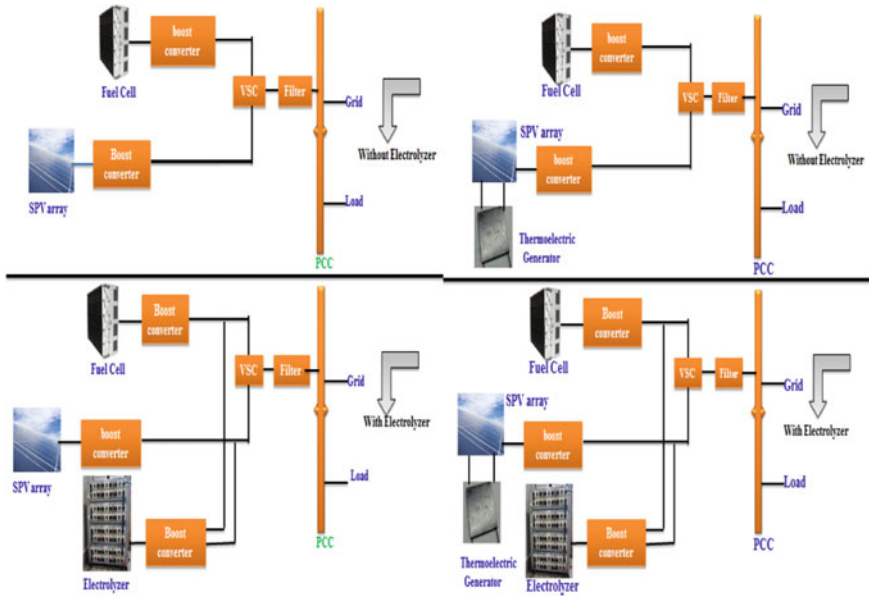 boost
converter
Fuel Cell
VSC
Filter
Grid
Without Electrolyzer
Boost
converter
SPV array
Load
PCC
boost
converter
Fuel Cell
VSC
Filter
Grid
SPV array
boost
converter
Without Electrolyzer
Load
Thermoelectric
Generator
PCC
Boost
converter
Fuel Cell
VSC
Filter
Grid
With Electrolyzer
boost
converter
SPV array
Load
Boost
converter
Electrolyzer
PCC
Boost
converter
Fuel Cell
VSC
Filter
Grid
SPV array
With Electrolyzer
boost
converter
Load
Boost
converter
Thermoelectric
Generator
Electrolyzer
PCC